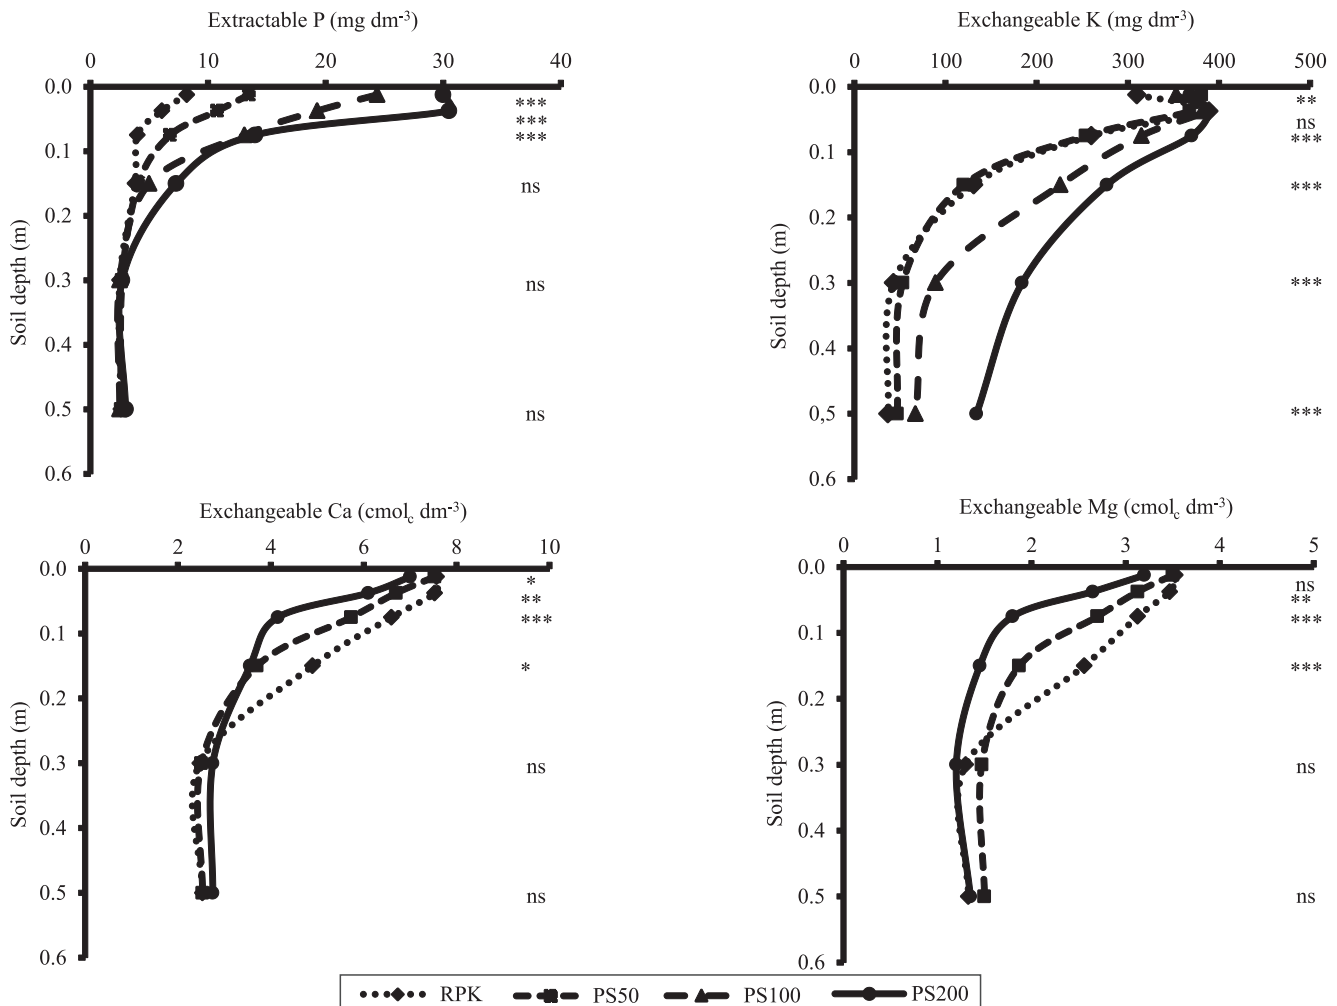 Extractable P (mg dm-3)
0 10 20 30 40
0.0
0.1
0.2
0.3
0.4
0.5
0.6
Soil depth (m)
***
***
***
ns
ns
ns
Exchangeable K (mg dm-3)
0 100 200 300 400 500
0.0
0.1
0.2
0.3
0.4
0,5
0.6
Soil depth (m)
**
ns
***
***
***
***
Exchangeable Ca (cmolc dm-3)
0 2 4 6 8 10
0.0
0.1
0.2
0.3
0.4
0.5
0.6
Soil depth (m)
*
**
***
*
ns
ns
Exchangeable Mg (cmolc dm-3)
0 1 2 3 4 5
0.0
0.1
0.2
0.3
0.4
0.5
0.6
Soil depth (m)
ns
**
***
***
ns
ns
RPK PS50 PS100 PS200